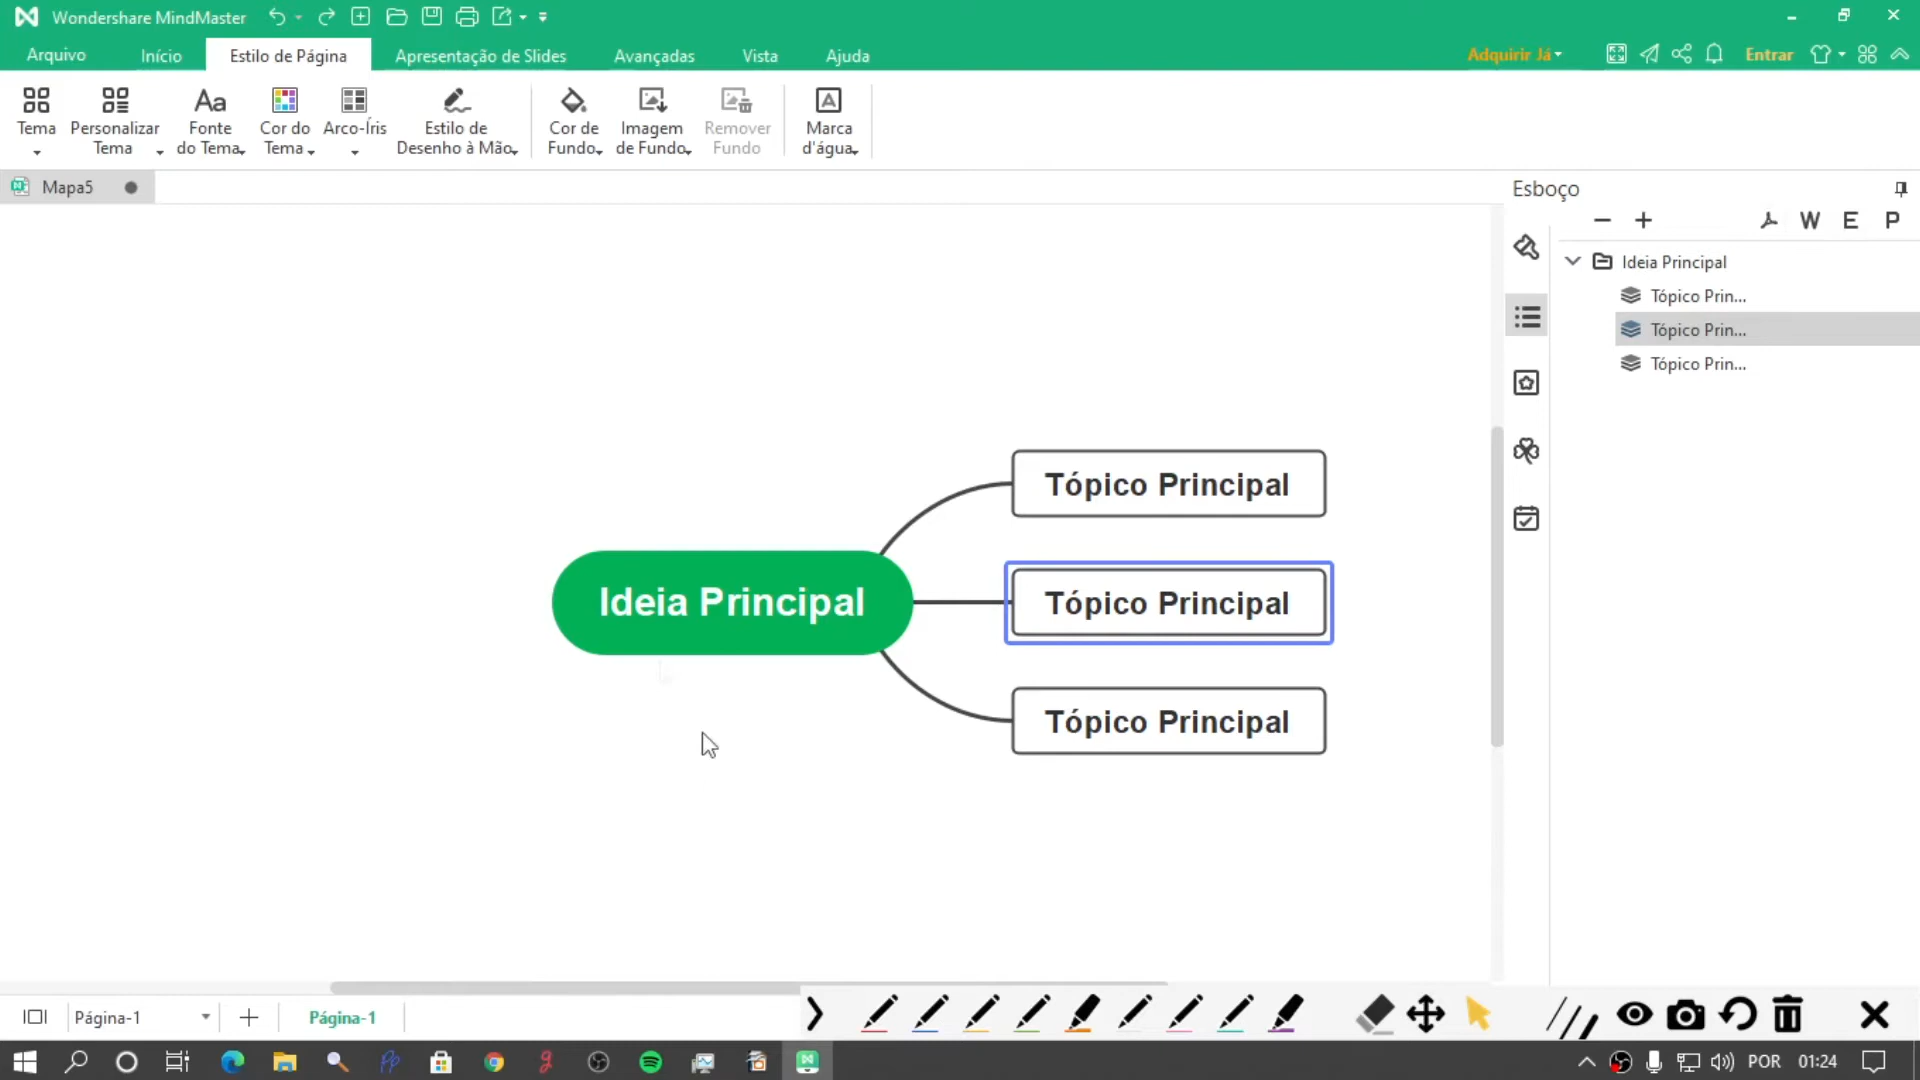 Wondershare MindMaster
Arquivo
Início
Estilo de Página
Apresentação de Slides
Avançadas
Vista
Ajuda
Adquirir Já
Entrar
Tema
Personalizar
Tema
Aa
Fonte
do Tema
Cor do
Tema
Arco-Íris
Estilo de
Desenho à Mão
Cor de
Fundo
Imagem
de Fundo
Remover
Fundo
Marca
d'água
Mapa5
Esboço
W E P
Ideia Principal
Tópico Prin...
Tópico Prin...
Tópico Prin...
Tópico Principal
Ideia Principal
Tópico Principal
Tópico Principal
Página-1
Página-1
POR
01:24